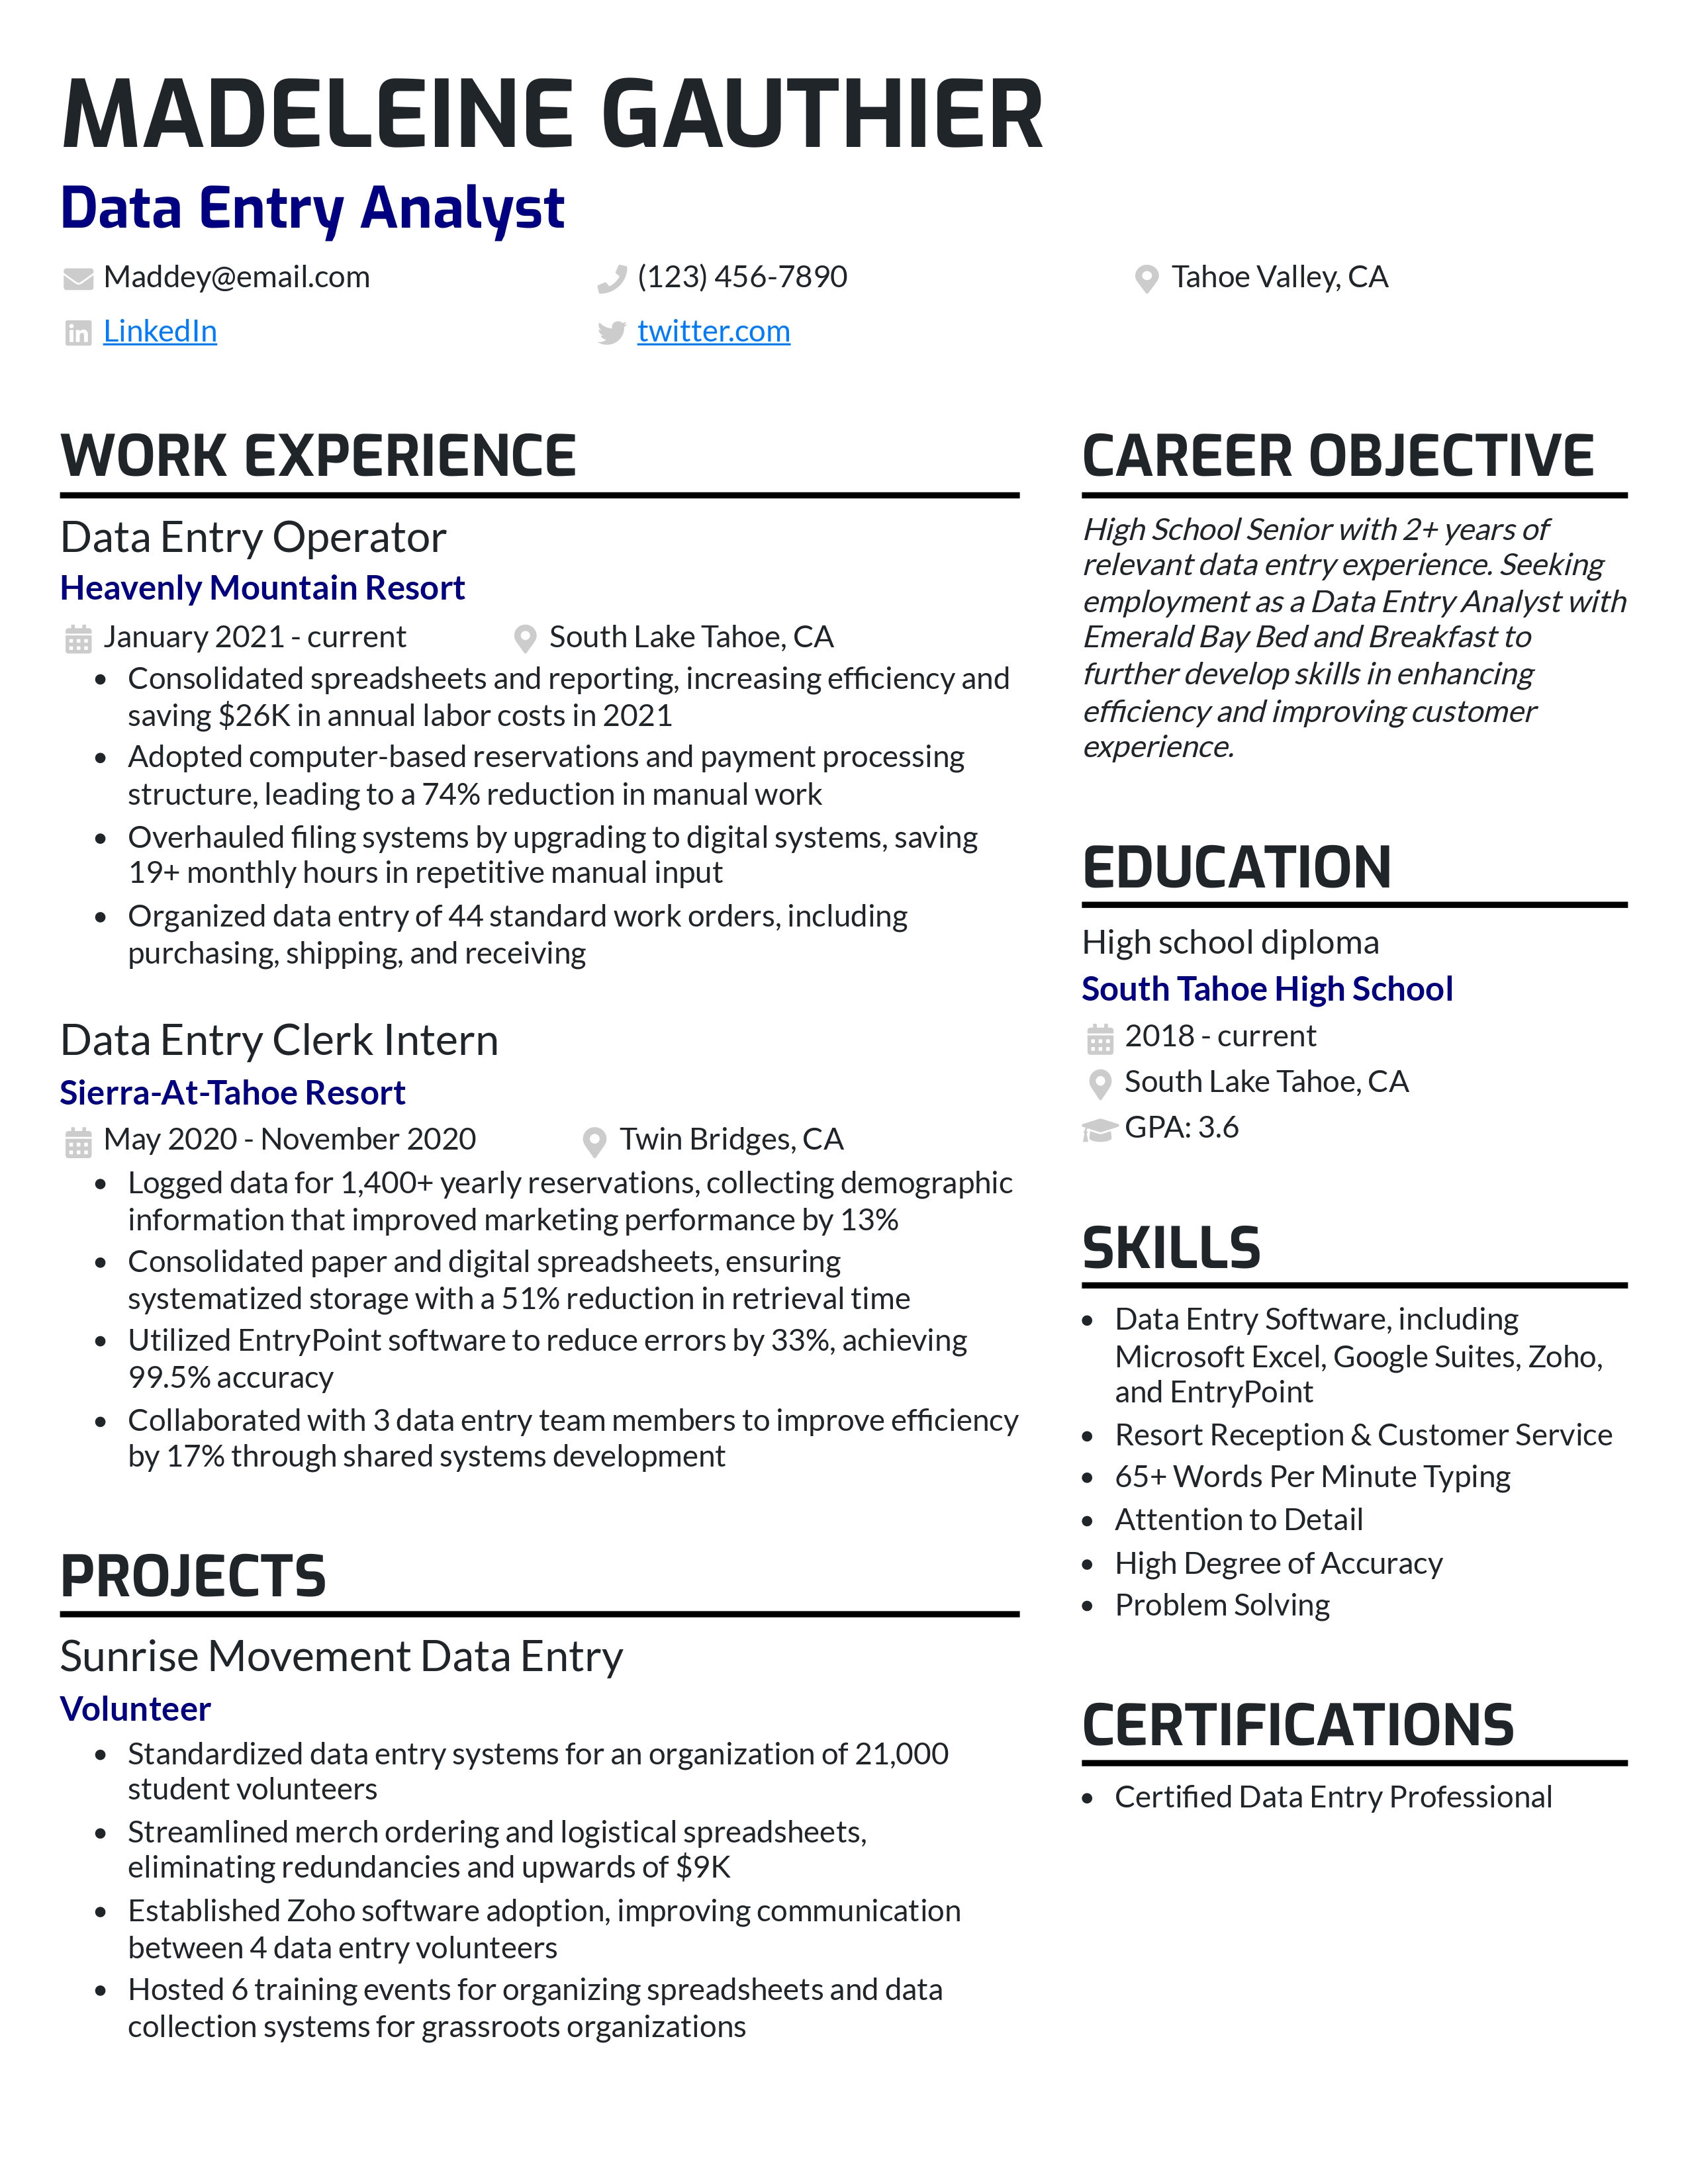 MADELEINE GAUTHIER
Data Entry Analyst
Maddey@email.com
(123) 456-7890
Tahoe Valley, CA
LinkedIn
twitter.com
WORK EXPERIENCE
Data Entry Operator
Heavenly Mountain Resort
January 2021 - current
South Lake Tahoe, CA
• Consolidated spreadsheets and reporting, increasing efficiency and
saving $26K in annual labor costs in 2021
• Adopted computer-based reservations and payment processing
structure, leading to a 74% reduction in manual work
• Overhauled filing systems by upgrading to digital systems, saving
19+ monthly hours in repetitive manual input
• Organized data entry of 44 standard work orders, including
purchasing, shipping, and receiving
Data Entry Clerk Intern
Sierra-At-Tahoe Resort
May 2020 - November 2020
Twin Bridges, CA
• Logged data for 1,400+ yearly reservations, collecting demographic
information that improved marketing performance by 13%
• Consolidated paper and digital spreadsheets, ensuring
systematized storage with a 51% reduction in retrieval time
• Utilized EntryPoint software to reduce errors by 33%, achieving
99.5% accuracy
• Collaborated with 3 data entry team members to improve efficiency
by 17% through shared systems development
PROJECTS
Sunrise Movement Data Entry
Volunteer
• Standardized data entry systems for an organization of 21,000
student volunteers
• Streamlined merch ordering and logistical spreadsheets,
eliminating redundancies and upwards of $9K
• Established Zoho software adoption, improving communication
between 4 data entry volunteers
• Hosted 6 training events for organizing spreadsheets and data
collection systems for grassroots organizations
CAREER OBJECTIVE
High School Senior with 2+ years of
relevant data entry experience. Seeking
employment as a Data Entry Analyst with
Emerald Bay Bed and Breakfast to
further develop skills in enhancing
efficiency and improving customer
experience.
EDUCATION
High school diploma
South Tahoe High School
2018 - current
South Lake Tahoe, CA
GPA: 3.6
SKILLS
• Data Entry Software, including
Microsoft Excel, Google Suites, Zoho,
and EntryPoint
• Resort Reception & Customer Service
• 65+ Words Per Minute Typing
• Attention to Detail
• High Degree of Accuracy
• Problem Solving
CERTIFICATIONS
• Certified Data Entry Professional